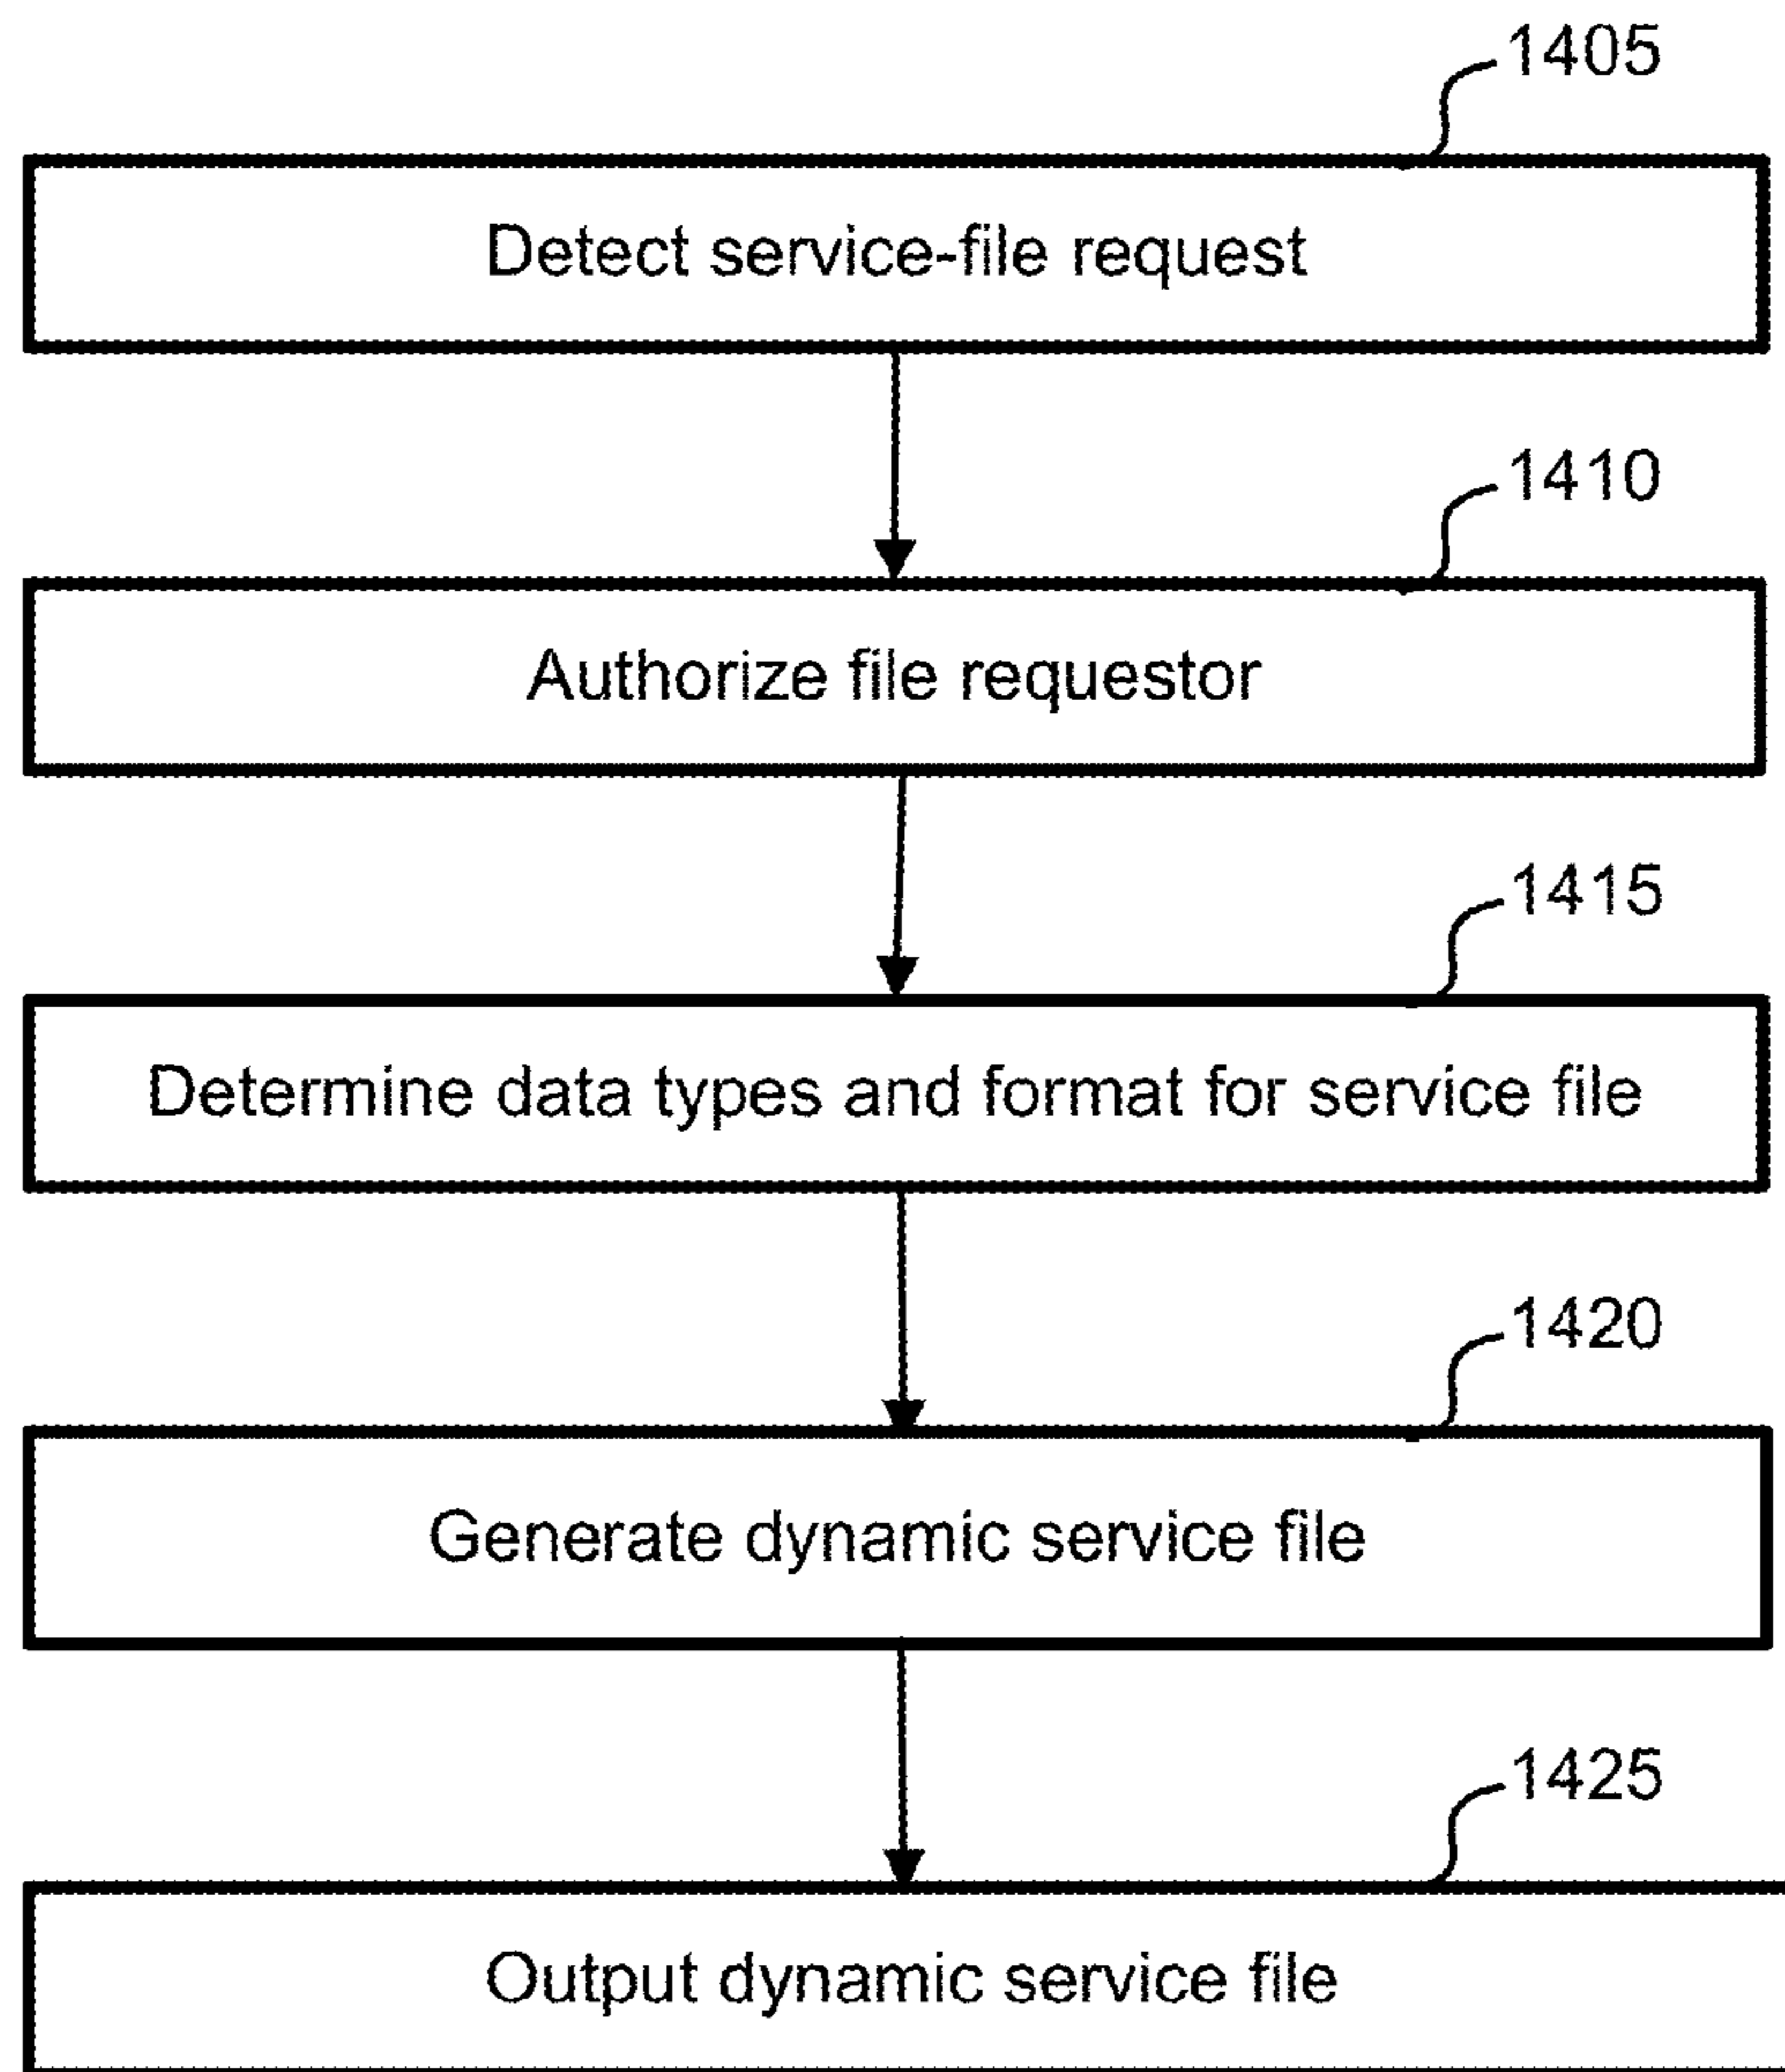 1405
Detect service-file request
1410
Authorize file requestor
1415
Determine data types and format for service file
1420
Generate dynamic service file
1425
Output dynamic service file